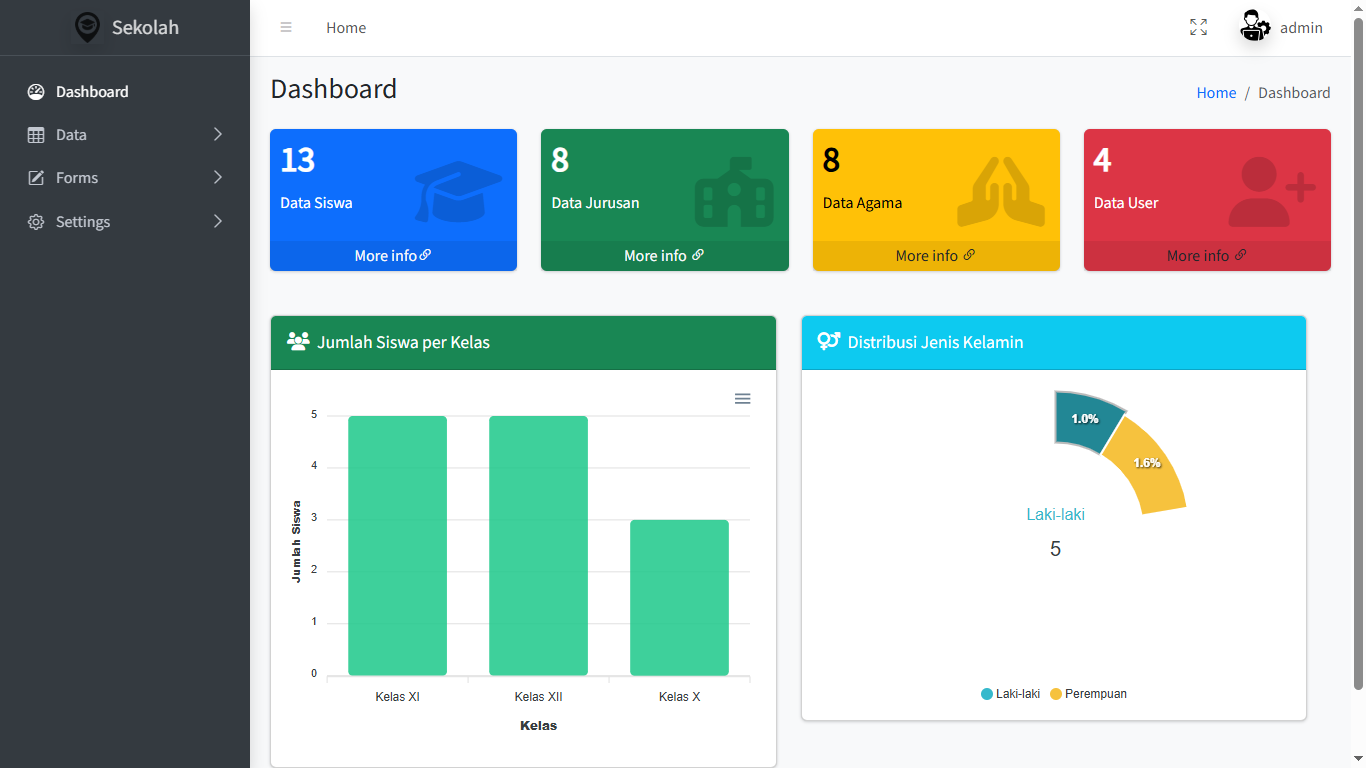 Sekolah
Home
admin
Dashboard
Data
Forms
Settings
Dashboard
Home / Dashboard
13
Data Siswa
More info
8
Data Jurusan
More info
8
Data Agama
More info
4
Data User
More info
Jumlah Siswa per Kelas
5
4
3
2
1
0
Jumlah Siswa
Kelas XI
Kelas XII
Kelas X
Kelas
Distribusi Jenis Kelamin
1.0%
1.6%
Laki-laki
5
Laki-laki
Perempuan